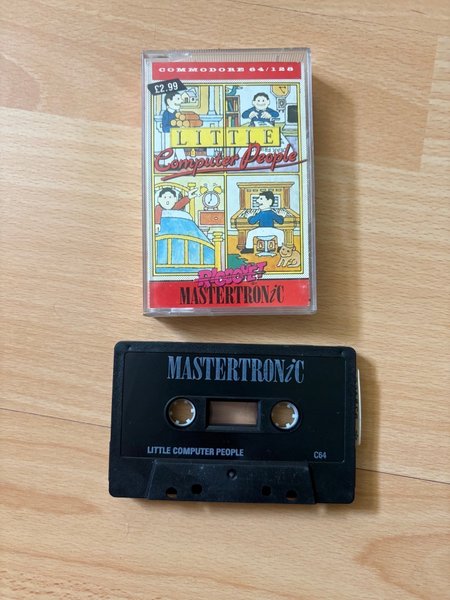 COMMODORE 64/128
£2.99
LITTLE
Computer People
RICOCHET
MASTERTRONiC
MASTERTRONiC
LITTLE COMPUTER PEOPLE
C64